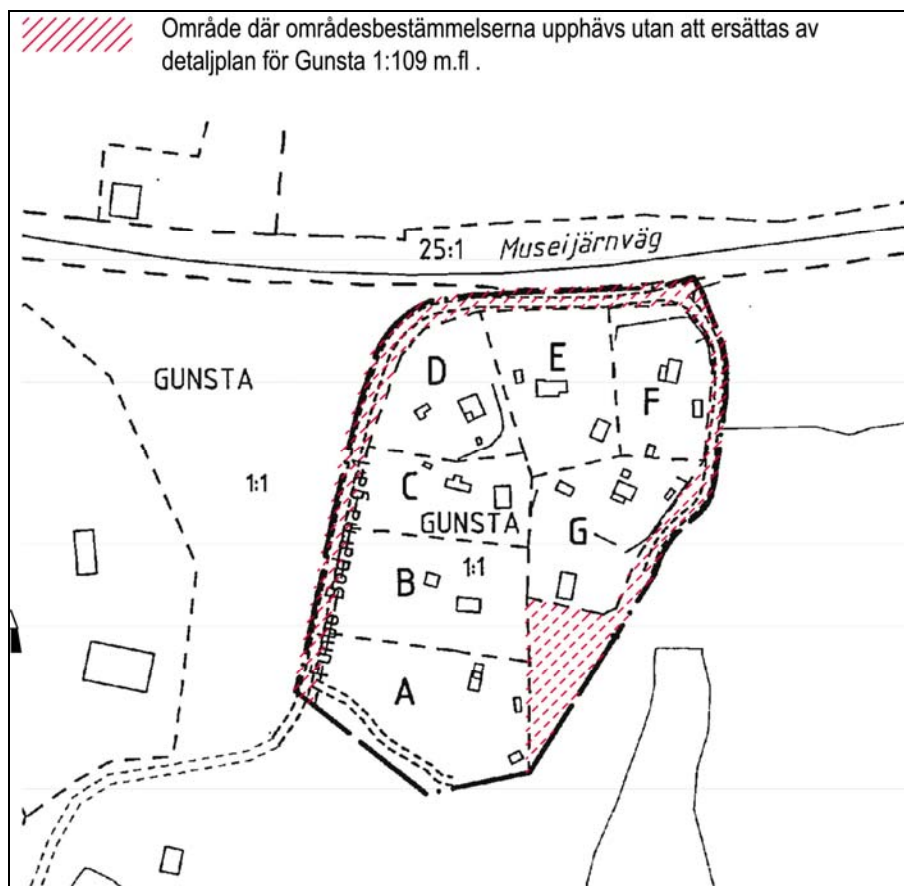 Område där områdesbestämmelserna upphävs utan att ersättas av
detaljplan för Gunsta 1:109 m.fl .
25:1 Museijärnväg
D
E
F
GUNSTA
1:1
C
GUNSTA
G
B
1:1
A